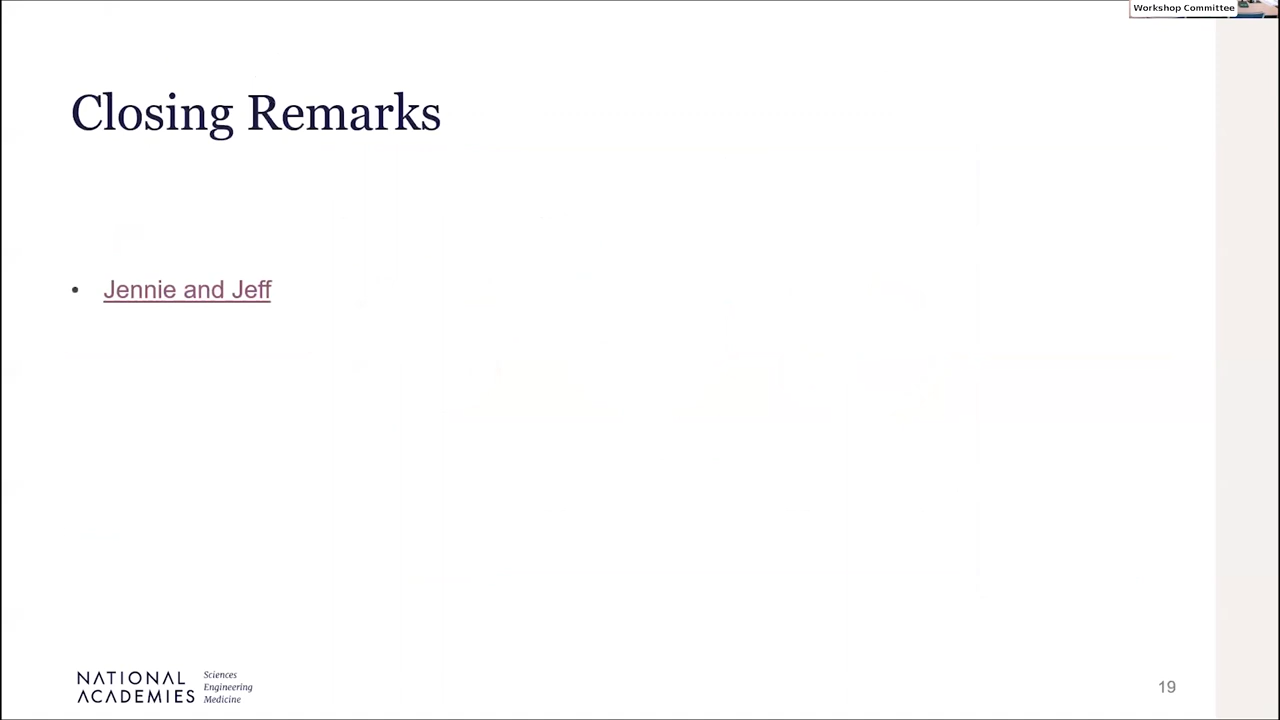 Workshop Committee
Closing Remarks
• Jennie and Jeff
NATIONAL ACADEMIES
Sciences
Engineering
Medicine
19